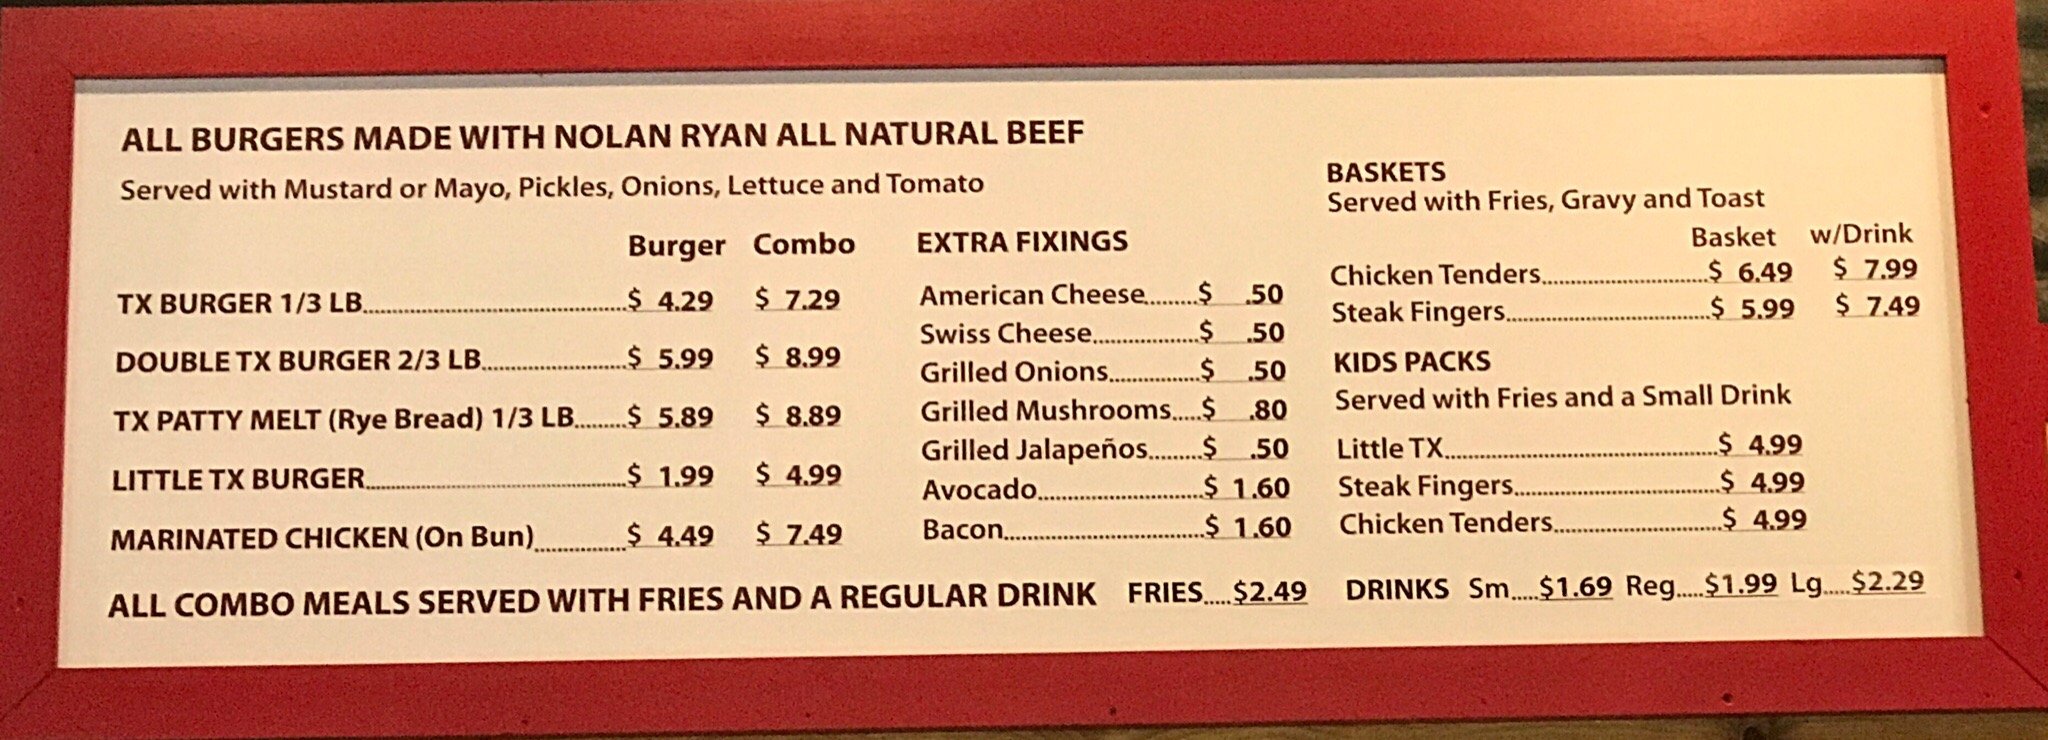 ALL BURGERS MADE WITH NOLAN RYAN ALL NATURAL BEEF
Served with Mustard or Mayo, Pickles, Onions, Lettuce and Tomato
Burger Combo
TX BURGER 1/3 LB $ 4.29 $ 7.29
DOUBLE TX BURGER 2/3 LB $ 5.99 $ 8.99
TX PATTY MELT (Rye Bread) 1/3 LB $ 5.89 $ 8.89
LITTLE TX BURGER $ 1.99 $ 4.99
MARINATED CHICKEN (On Bun) $ 4.49 $ 7.49
EXTRA FIXINGS
American Cheese $ .50
Swiss Cheese $ .50
Grilled Onions $ .50
Grilled Mushrooms $ .80
Grilled Jalapeños $ .50
Avocado $ 1.60
Bacon $ 1.60
BASKETS
Served with Fries, Gravy and Toast
Basket w/Drink
Chicken Tenders $ 6.49 $ 7.99
Steak Fingers $ 5.99 $ 7.49
KIDS PACKS
Served with Fries and a Small Drink
Little TX $ 4.99
Steak Fingers $ 4.99
Chicken Tenders $ 4.99
ALL COMBO MEALS SERVED WITH FRIES AND A REGULAR DRINK FRIES $2.49 DRINKS Sm $1.69 Reg $1.99 Lg $2.29